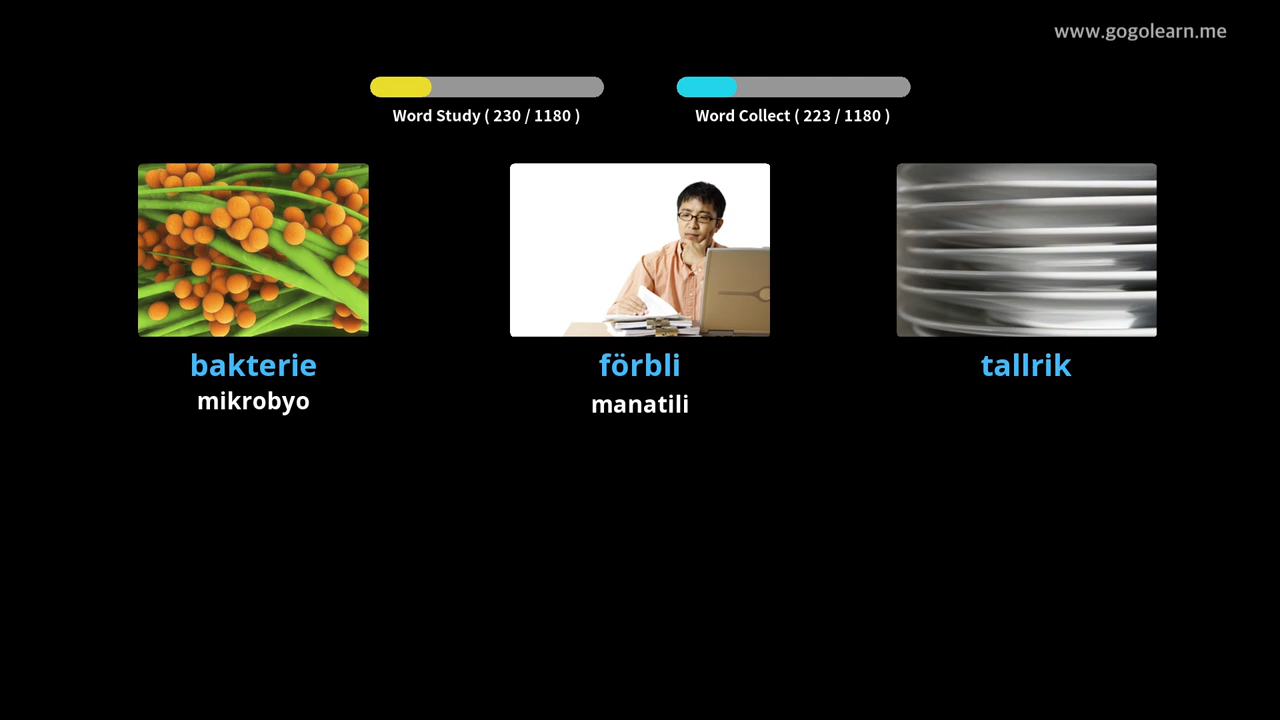 www.gogolearn.me
Word Study ( 230 / 1180 )
Word Collect ( 223 / 1180 )
bakterie
mikrobyo
förbli
manatili
tallrik